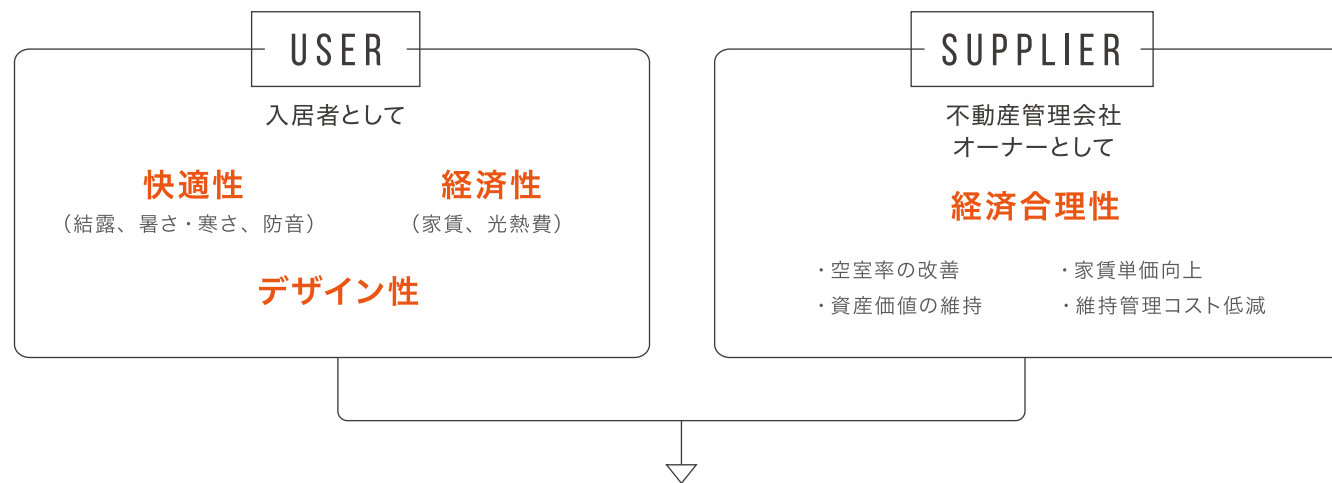 USER
入居者として
快適性
（結露、暑さ・寒さ、防音）
経済性
（家賃、光熱費）
デザイン性
SUPPLIER
不動産管理会社
オーナーとして
経済合理性
・空室率の改善
・家賃単価向上
・資産価値の維持
・維持管理コスト低減